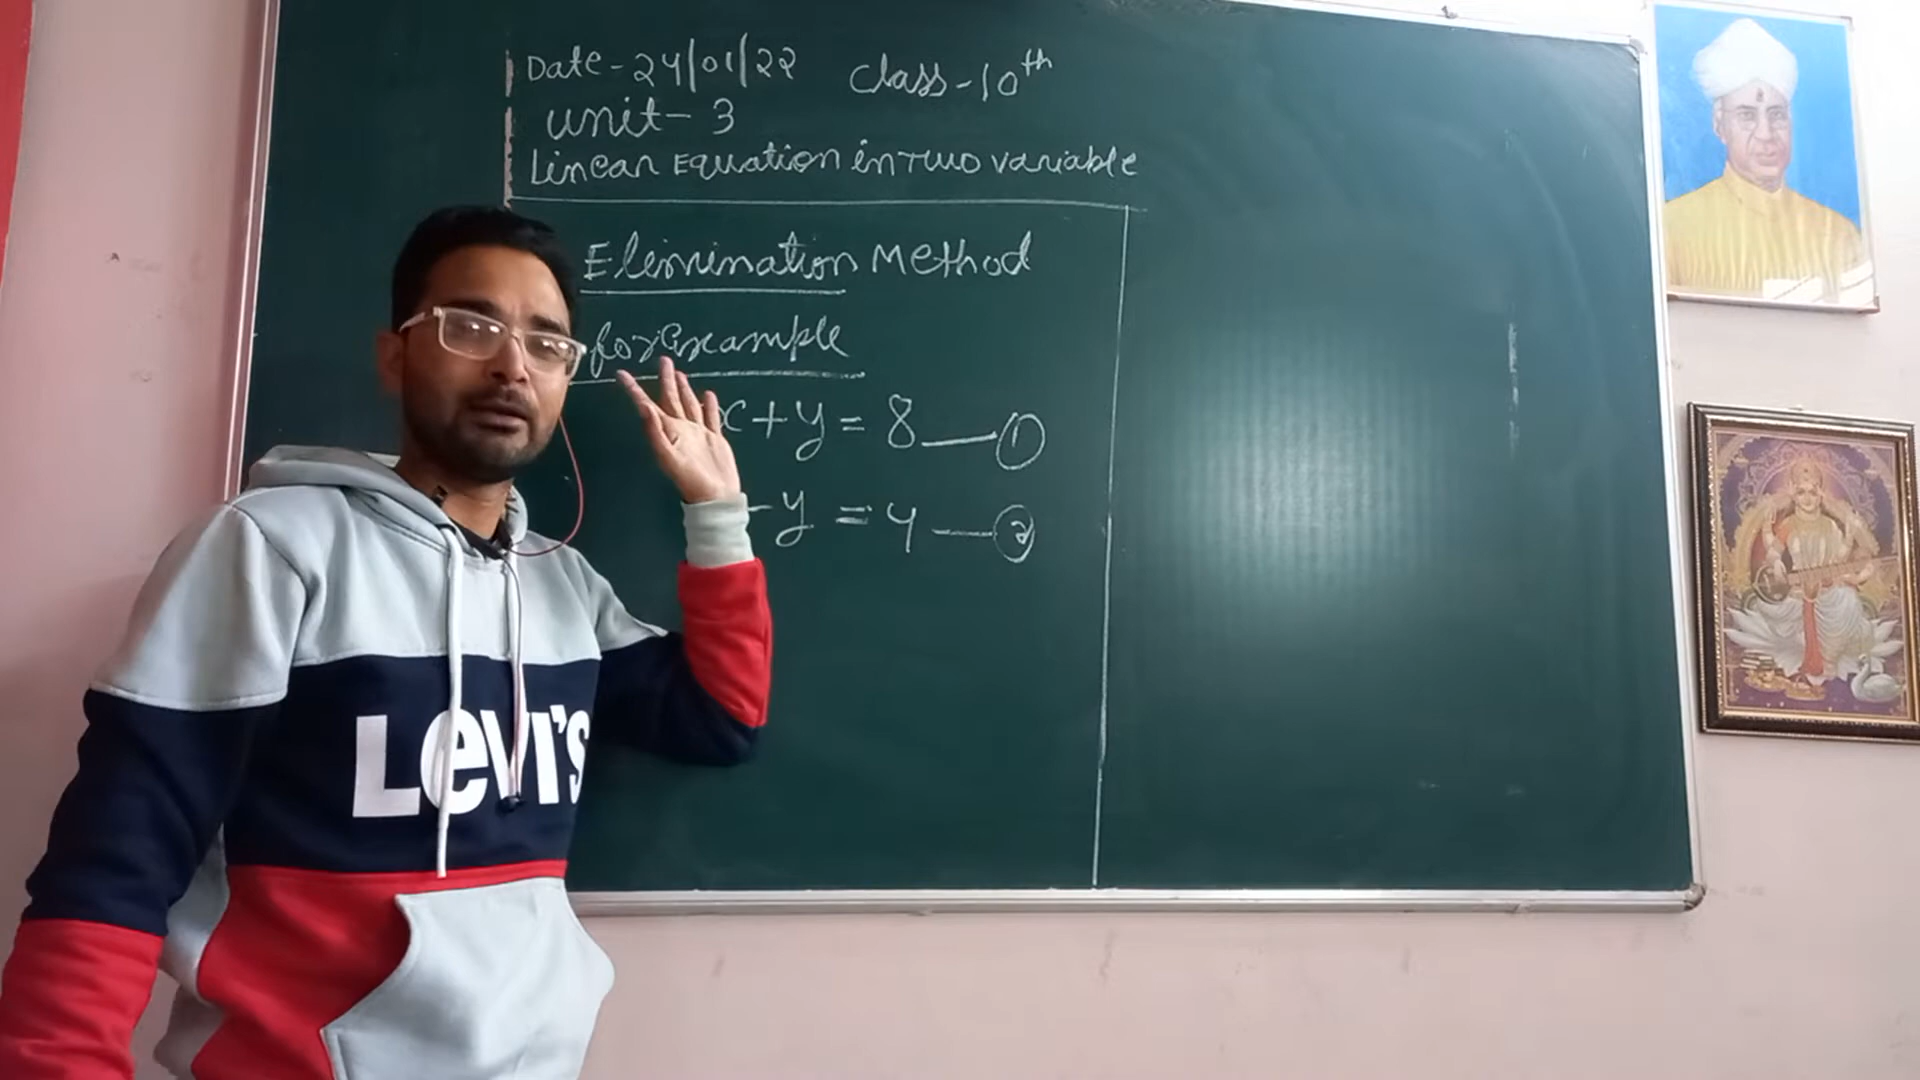 Date-24/01/22 Class-10th
Unit-3
Linear Equation in Two variable
Elimination Method
for Example
x+y=8—①
-y=4—②
LEVI'S